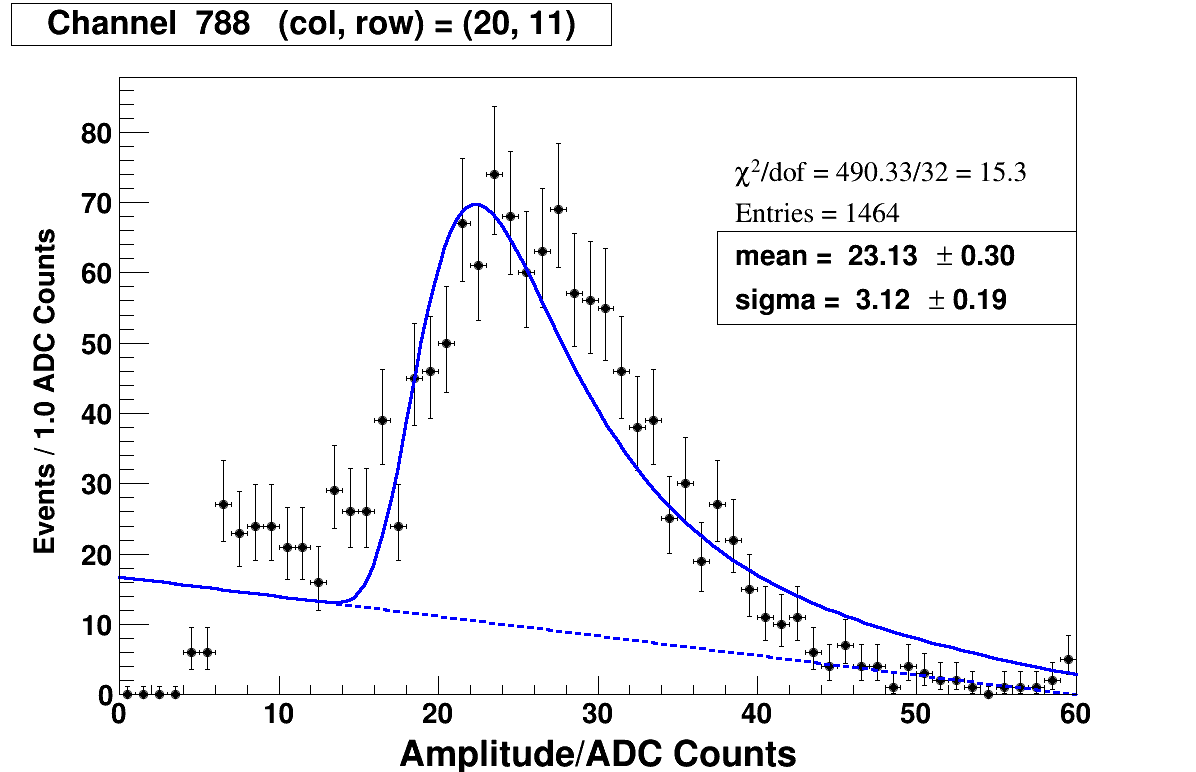 Channel 788 (col, row) = (20, 11)
Events / 1.0 ADC Counts
80
70
60
50
40
30
20
10
0
χ²/dof = 490.33/32 = 15.3
Entries = 1464
mean = 23.13 ± 0.30
sigma = 3.12 ± 0.19
0 10 20 30 40 50 60
Amplitude/ADC Counts